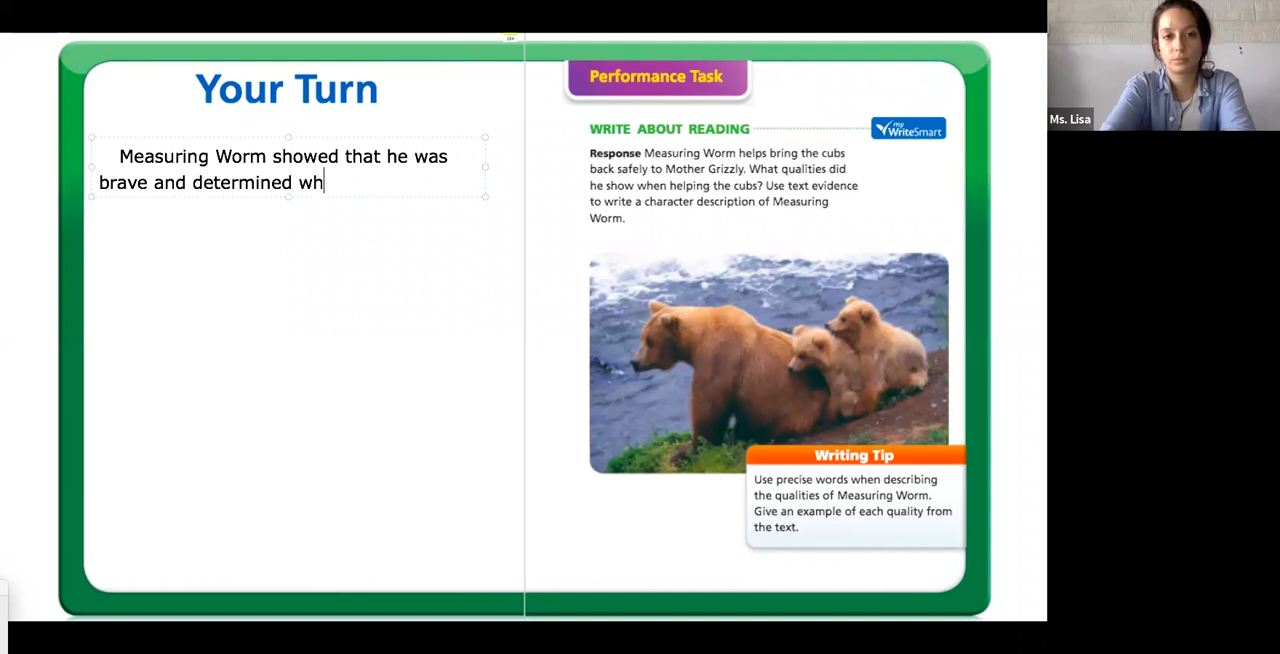 Your Turn
Measuring Worm showed that he was
brave and determined wh
Performance Task
WRITE ABOUT READING
my
WriteSmart
Response Measuring Worm helps bring the cubs
back safely to Mother Grizzly. What qualities did
he show when helping the cubs? Use text evidence
to write a character description of Measuring
Worm.
Writing Tip
Use precise words when describing
the qualities of Measuring Worm.
Give an example of each quality from
the text.
Ms. Lisa